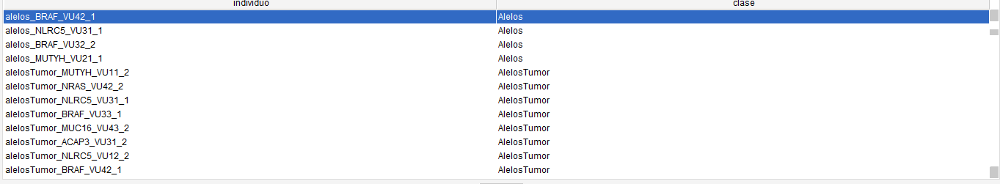 individuo clase
alelos_BRAF_VU42_1 Alelos
alelos_NLRC5_VU31_1 Alelos
alelos_BRAF_VU32_2 Alelos
alelos_MUTYH_VU21_1 Alelos
alelosTumor_MUTYH_VU11_2 AlelosTumor
alelosTumor_NRAS_VU42_2 AlelosTumor
alelosTumor_NLRC5_VU31_1 AlelosTumor
alelosTumor_BRAF_VU33_1 AlelosTumor
alelosTumor_MUC16_VU43_2 AlelosTumor
alelosTumor_ACAP3_VU31_2 AlelosTumor
alelosTumor_NLRC5_VU12_2 AlelosTumor
alelosTumor_BRAF_VU42_1 AlelosTumor